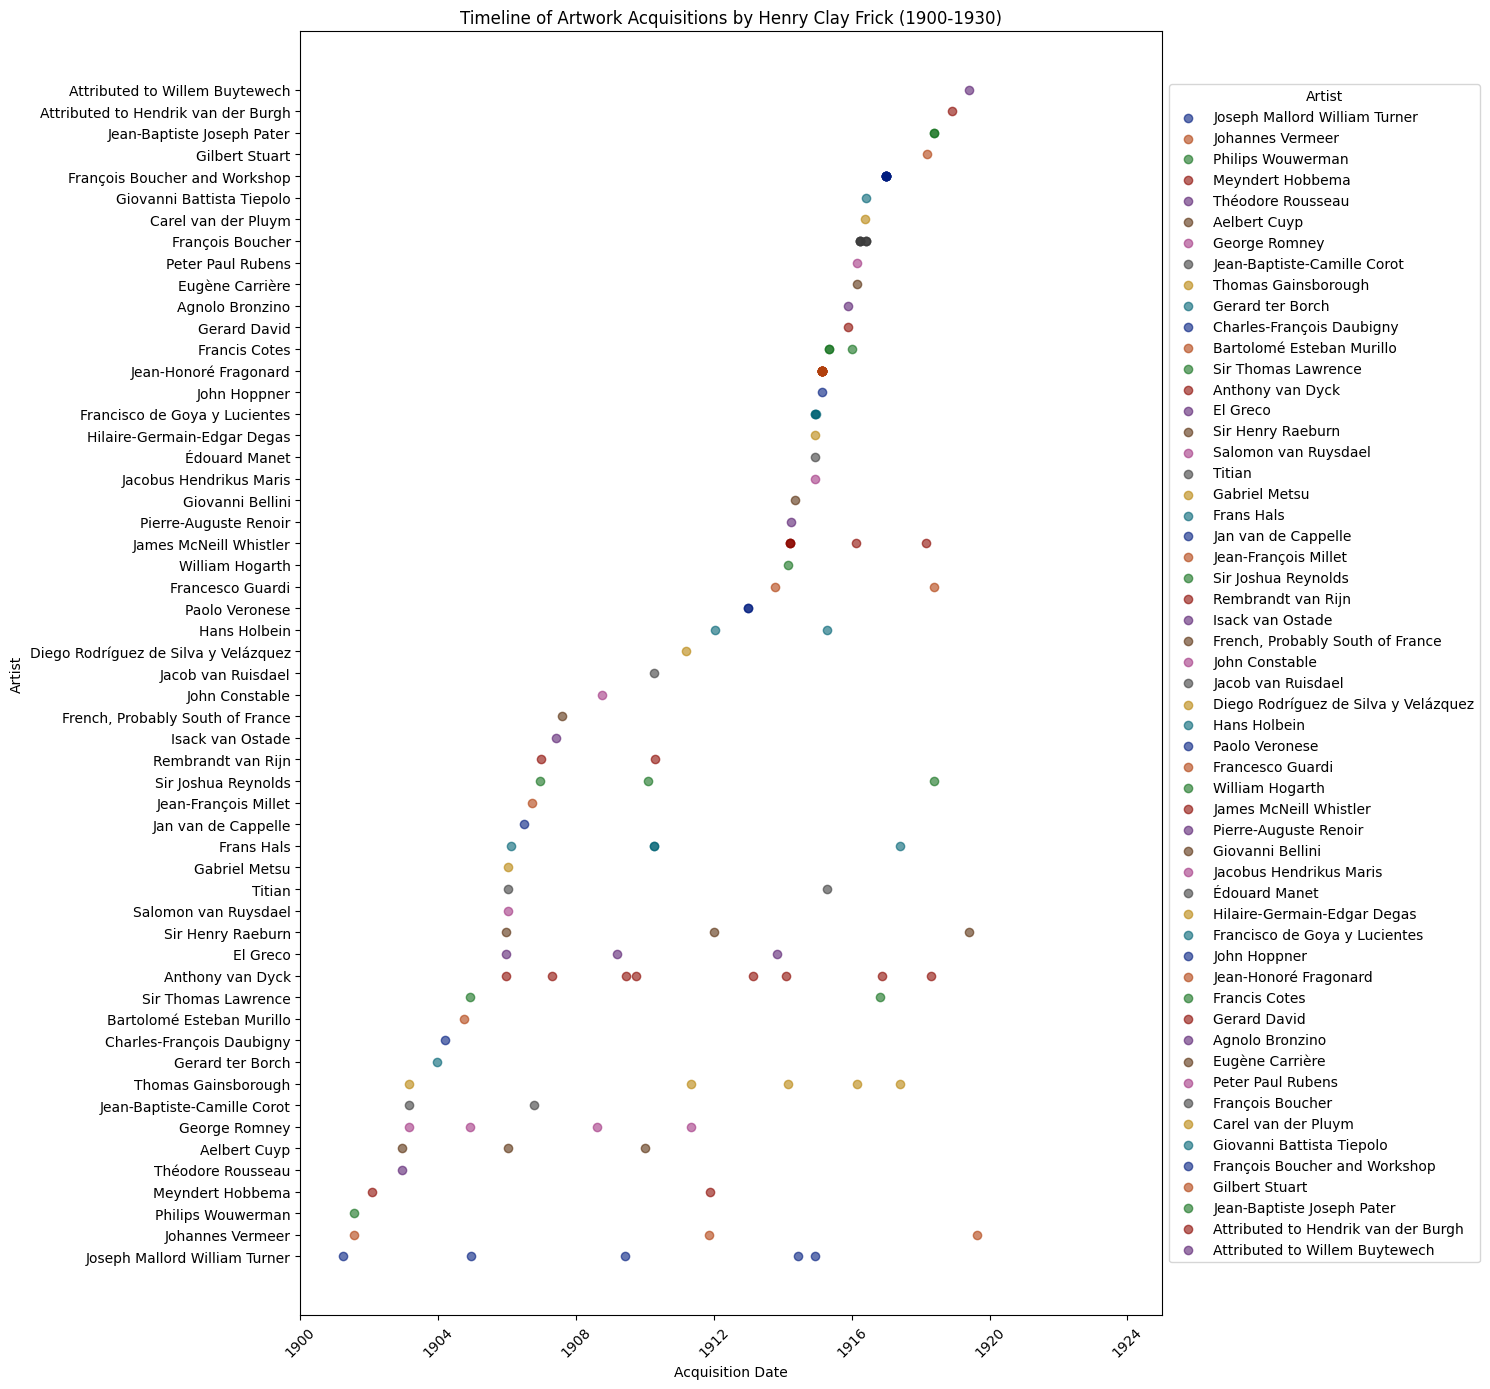 Timeline of Artwork Acquisitions by Henry Clay Frick (1900-1930)
Artist
Attributed to Willem Buytewech
Attributed to Hendrik van der Burgh
Jean-Baptiste Joseph Pater
Gilbert Stuart
François Boucher and Workshop
Giovanni Battista Tiepolo
Carel van der Pluym
François Boucher
Peter Paul Rubens
Eugène Carrière
Agnolo Bronzino
Gerard David
Francis Cotes
Jean-Honoré Fragonard
John Hoppner
Francisco de Goya y Lucientes
Hilaire-Germain-Edgar Degas
Édouard Manet
Jacobus Hendrikus Maris
Giovanni Bellini
Pierre-Auguste Renoir
James McNeill Whistler
William Hogarth
Francesco Guardi
Paolo Veronese
Hans Holbein
Diego Rodríguez de Silva y Velázquez
Jacob van Ruisdael
John Constable
French, Probably South of France
Isack van Ostade
Rembrandt van Rijn
Sir Joshua Reynolds
Jean-François Millet
Jan van de Cappelle
Frans Hals
Gabriel Metsu
Titian
Salomon van Ruysdael
Sir Henry Raeburn
El Greco
Anthony van Dyck
Sir Thomas Lawrence
Bartolomé Esteban Murillo
Charles-François Daubigny
Gerard ter Borch
Thomas Gainsborough
Jean-Baptiste-Camille Corot
George Romney
Aelbert Cuyp
Théodore Rousseau
Meyndert Hobbema
Philips Wouwerman
Johannes Vermeer
Joseph Mallord William Turner
1900 1904 1908 1912 1916 1920 1924
Acquisition Date
Artist
Joseph Mallord William Turner
Johannes Vermeer
Philips Wouwerman
Meyndert Hobbema
Théodore Rousseau
Aelbert Cuyp
George Romney
Jean-Baptiste-Camille Corot
Thomas Gainsborough
Gerard ter Borch
Charles-François Daubigny
Bartolomé Esteban Murillo
Sir Thomas Lawrence
Anthony van Dyck
El Greco
Sir Henry Raeburn
Salomon van Ruysdael
Titian
Gabriel Metsu
Frans Hals
Jan van de Cappelle
Jean-François Millet
Sir Joshua Reynolds
Rembrandt van Rijn
Isack van Ostade
French, Probably South of France
John Constable
Jacob van Ruisdael
Diego Rodríguez de Silva y Velázquez
Hans Holbein
Paolo Veronese
Francesco Guardi
William Hogarth
James McNeill Whistler
Pierre-Auguste Renoir
Giovanni Bellini
Jacobus Hendrikus Maris
Édouard Manet
Hilaire-Germain-Edgar Degas
Francisco de Goya y Lucientes
John Hoppner
Jean-Honoré Fragonard
Francis Cotes
Gerard David
Agnolo Bronzino
Eugène Carrière
Peter Paul Rubens
François Boucher
Carel van der Pluym
Giovanni Battista Tiepolo
François Boucher and Workshop
Gilbert Stuart
Jean-Baptiste Joseph Pater
Attributed to Hendrik van der Burgh
Attributed to Willem Buytewech